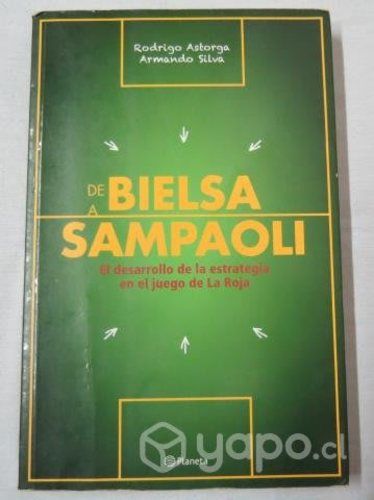 Rodrigo Astorga
Armando Silva
DE BIELSA
A SAMPAOLI
El desarrollo de la estrategia
en el juego de La Roja
Planeta
yapo.cl